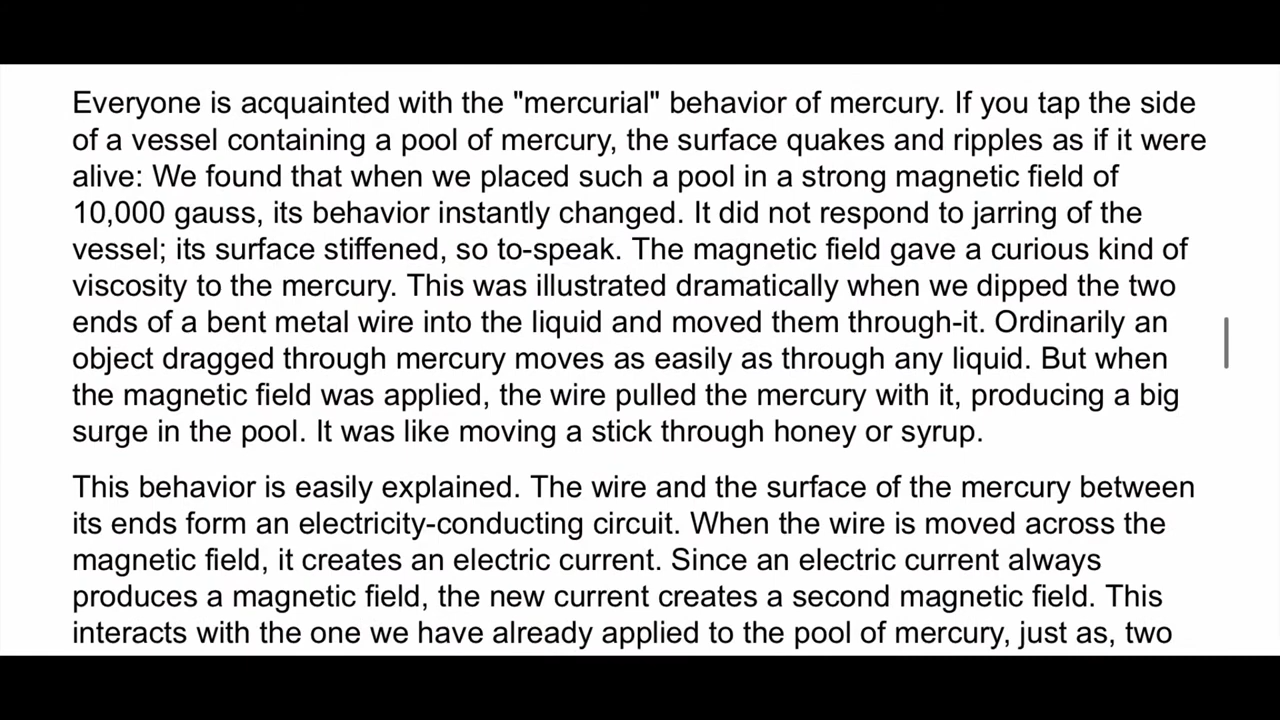 Everyone is acquainted with the "mercurial" behavior of mercury. If you tap the side
of a vessel containing a pool of mercury, the surface quakes and ripples as if it were
alive: We found that when we placed such a pool in a strong magnetic field of
10,000 gauss, its behavior instantly changed. It did not respond to jarring of the
vessel; its surface stiffened, so to-speak. The magnetic field gave a curious kind of
viscosity to the mercury. This was illustrated dramatically when we dipped the two
ends of a bent metal wire into the liquid and moved them through-it. Ordinarily an
object dragged through mercury moves as easily as through any liquid. But when
the magnetic field was applied, the wire pulled the mercury with it, producing a big
surge in the pool. It was like moving a stick through honey or syrup.
This behavior is easily explained. The wire and the surface of the mercury between
its ends form an electricity-conducting circuit. When the wire is moved across the
magnetic field, it creates an electric current. Since an electric current always
produces a magnetic field, the new current creates a second magnetic field. This
interacts with the one we have already applied to the pool of mercury, just as, two